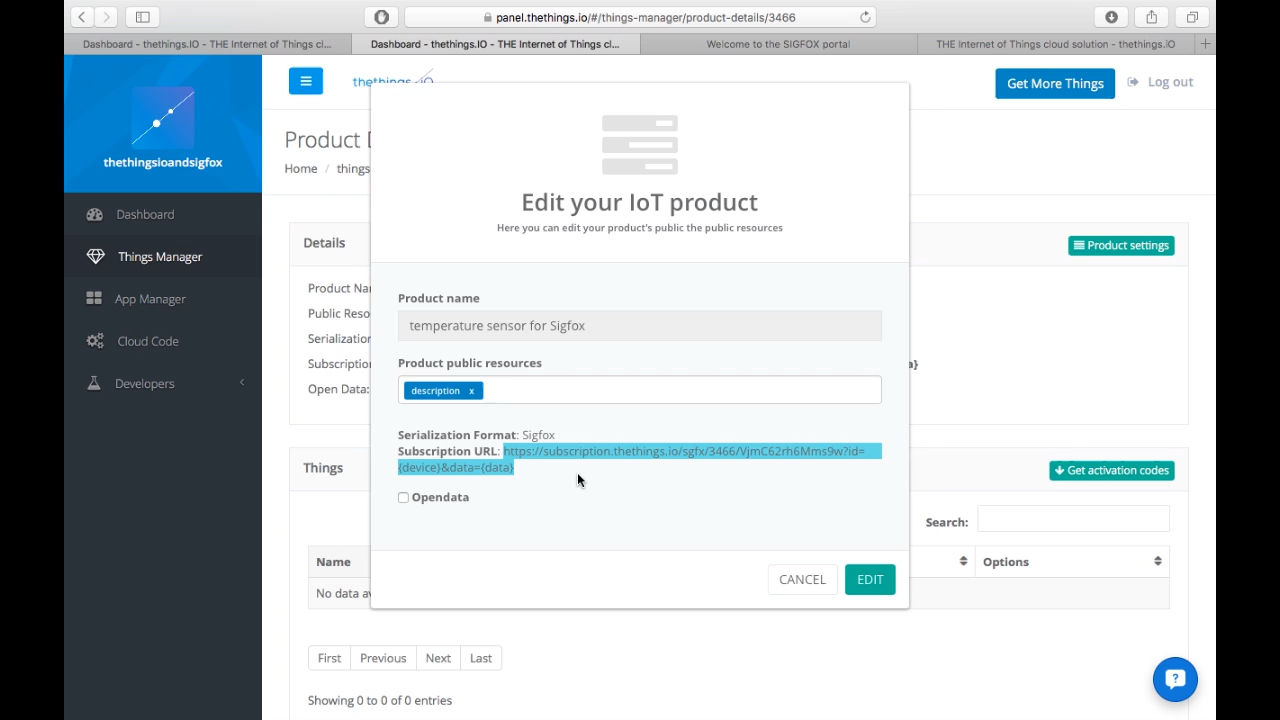 panel.thethings.io/#/things-manager/product-details/3466
Dashboard - thethings.IO - THE Internet of Things cl...
Dashboard - thethings.IO - THE Internet of Things cl...
Welcome to the SIGFOX portal
THE Internet of Things cloud solution - thethings.IO
thethingsioandsigfox
Dashboard
Things Manager
App Manager
Cloud Code
Developers
thethings.iO
Get More Things
Log out
Product D
Home / things
Details
Product settings
Product Nam
Public Reso
Serialization
Subscription
a}
Open Data:
Edit your IoT product
Here you can edit your product's public the public resources
Product name
temperature sensor for Sigfox
Product public resources
description x
Serialization Format: Sigfox
Subscription URL: https://subscription.thethings.io/sgfx/3466/VjmC62rh6Mms9w?id=
{device}&data={data}
Opendata
CANCEL
EDIT
Things
Get activation codes
Search:
Name
Options
No data av
First
Previous
Next
Last
Showing 0 to 0 of 0 entries